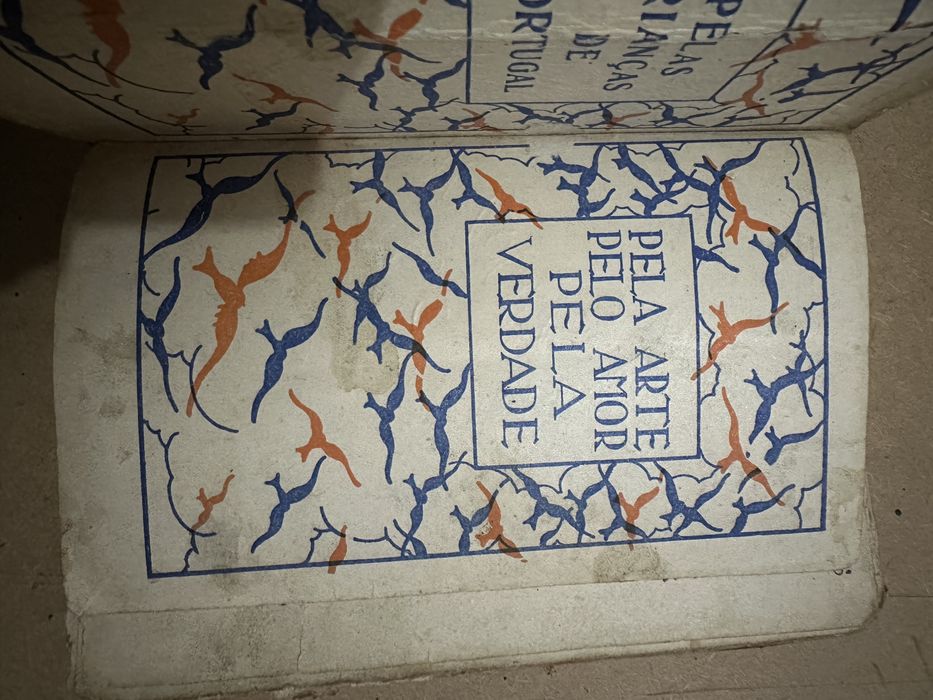 PELAS
CRIANÇAS
DE
PORTUGAL
PELA ARTE
PELO AMOR
PELA
VERDADE